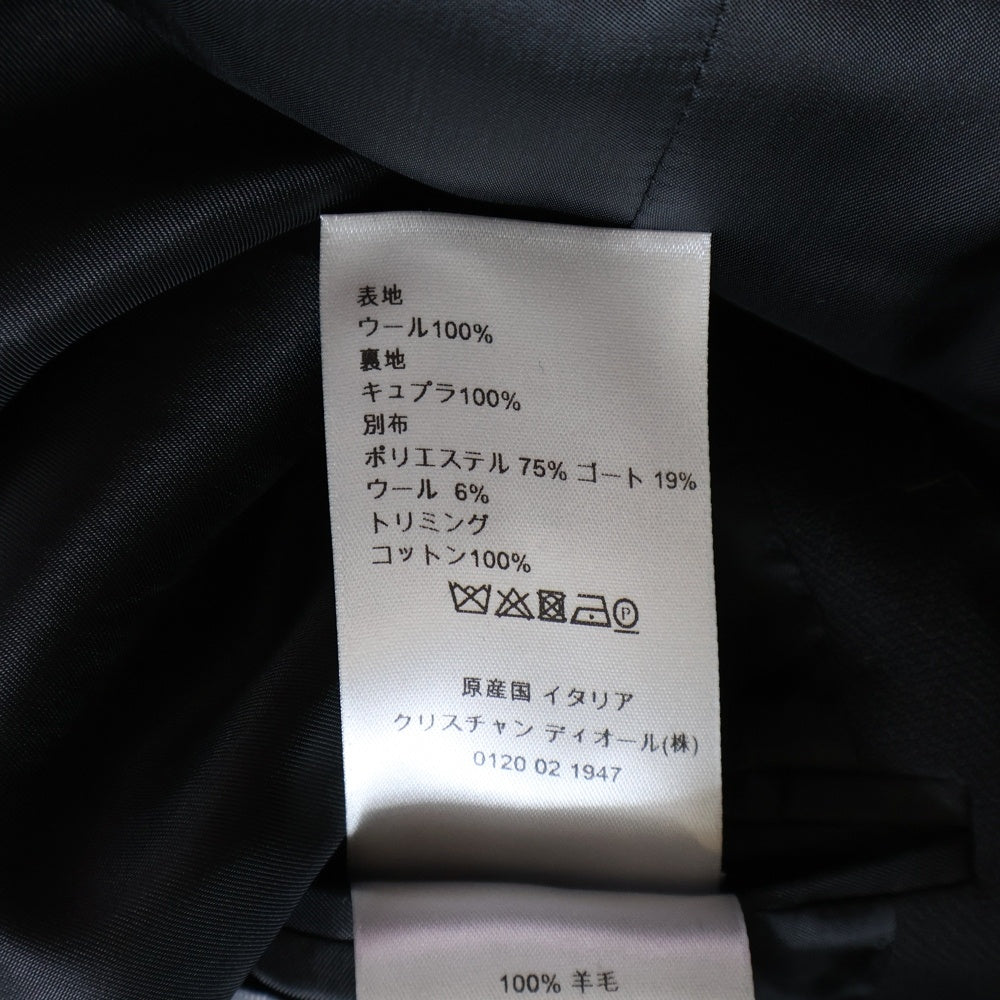 表地
ウール100%
裏地
キュプラ100%
別布
ポリエステル 75% ゴート 19%
ウール 6%
トリミング
コットン100%
P
原産国 イタリア
クリスチャン ディオール(株)
0120 02 1947
100% 羊毛